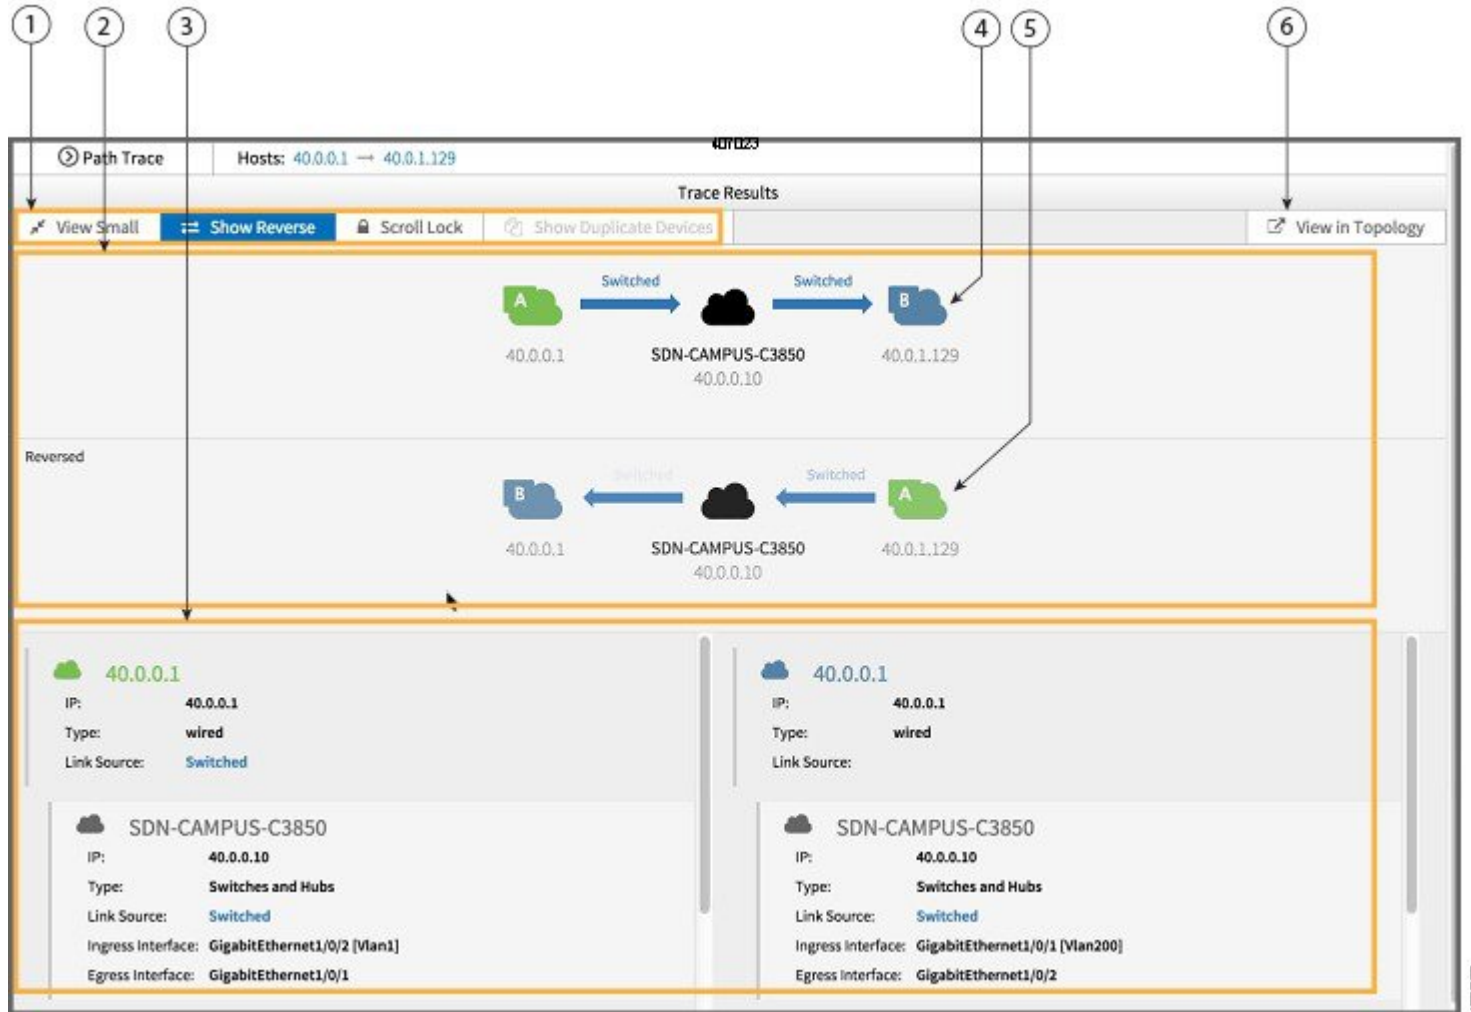 1 2 3 4 5 6
407023
Path Trace Hosts: 40.0.0.1 → 40.0.1.129
Trace Results
View Small Show Reverse Scroll Lock Show Duplicate Devices View in Topology
Switched Switched
A B
40.0.0.1 SDN-CAMPUS-C3850 40.0.1.129
40.0.0.10
Reversed
Switched Switched
B A
40.0.0.1 SDN-CAMPUS-C3850 40.0.1.129
40.0.0.10
40.0.0.1
IP: 40.0.0.1
Type: wired
Link Source: Switched
SDN-CAMPUS-C3850
IP: 40.0.0.10
Type: Switches and Hubs
Link Source: Switched
Ingress Interface: GigabitEthernet1/0/2 [Vlan1]
Egress Interface: GigabitEthernet1/0/1
40.0.0.1
IP: 40.0.0.1
Type: wired
Link Source:
SDN-CAMPUS-C3850
IP: 40.0.0.10
Type: Switches and Hubs
Link Source: Switched
Ingress Interface: GigabitEthernet1/0/1 [Vlan200]
Egress Interface: GigabitEthernet1/0/2